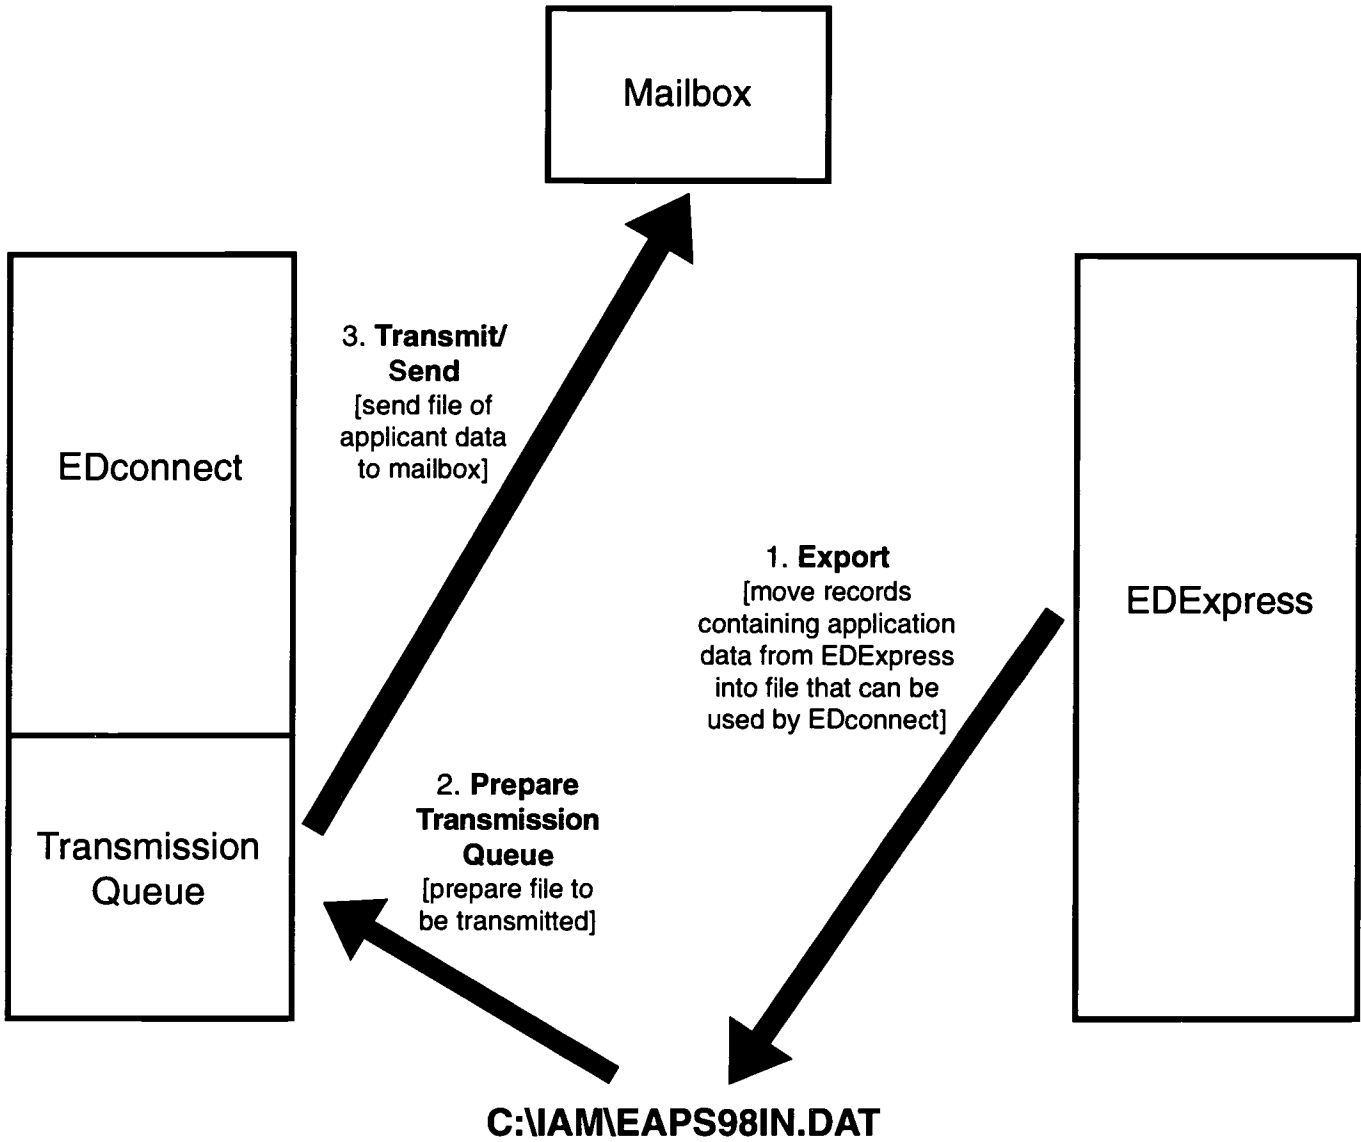 Mailbox
3. Transmit/
Send
[send file of
applicant data
to mailbox]
EDconnect
1. Export
[move records
containing application
data from EDExpress
into file that can be
used by EDconnect]
EDExpress
2. Prepare
Transmission
Queue
[prepare file to
be transmitted]
Transmission
Queue
C:\IAM\EAPS98IN.DAT